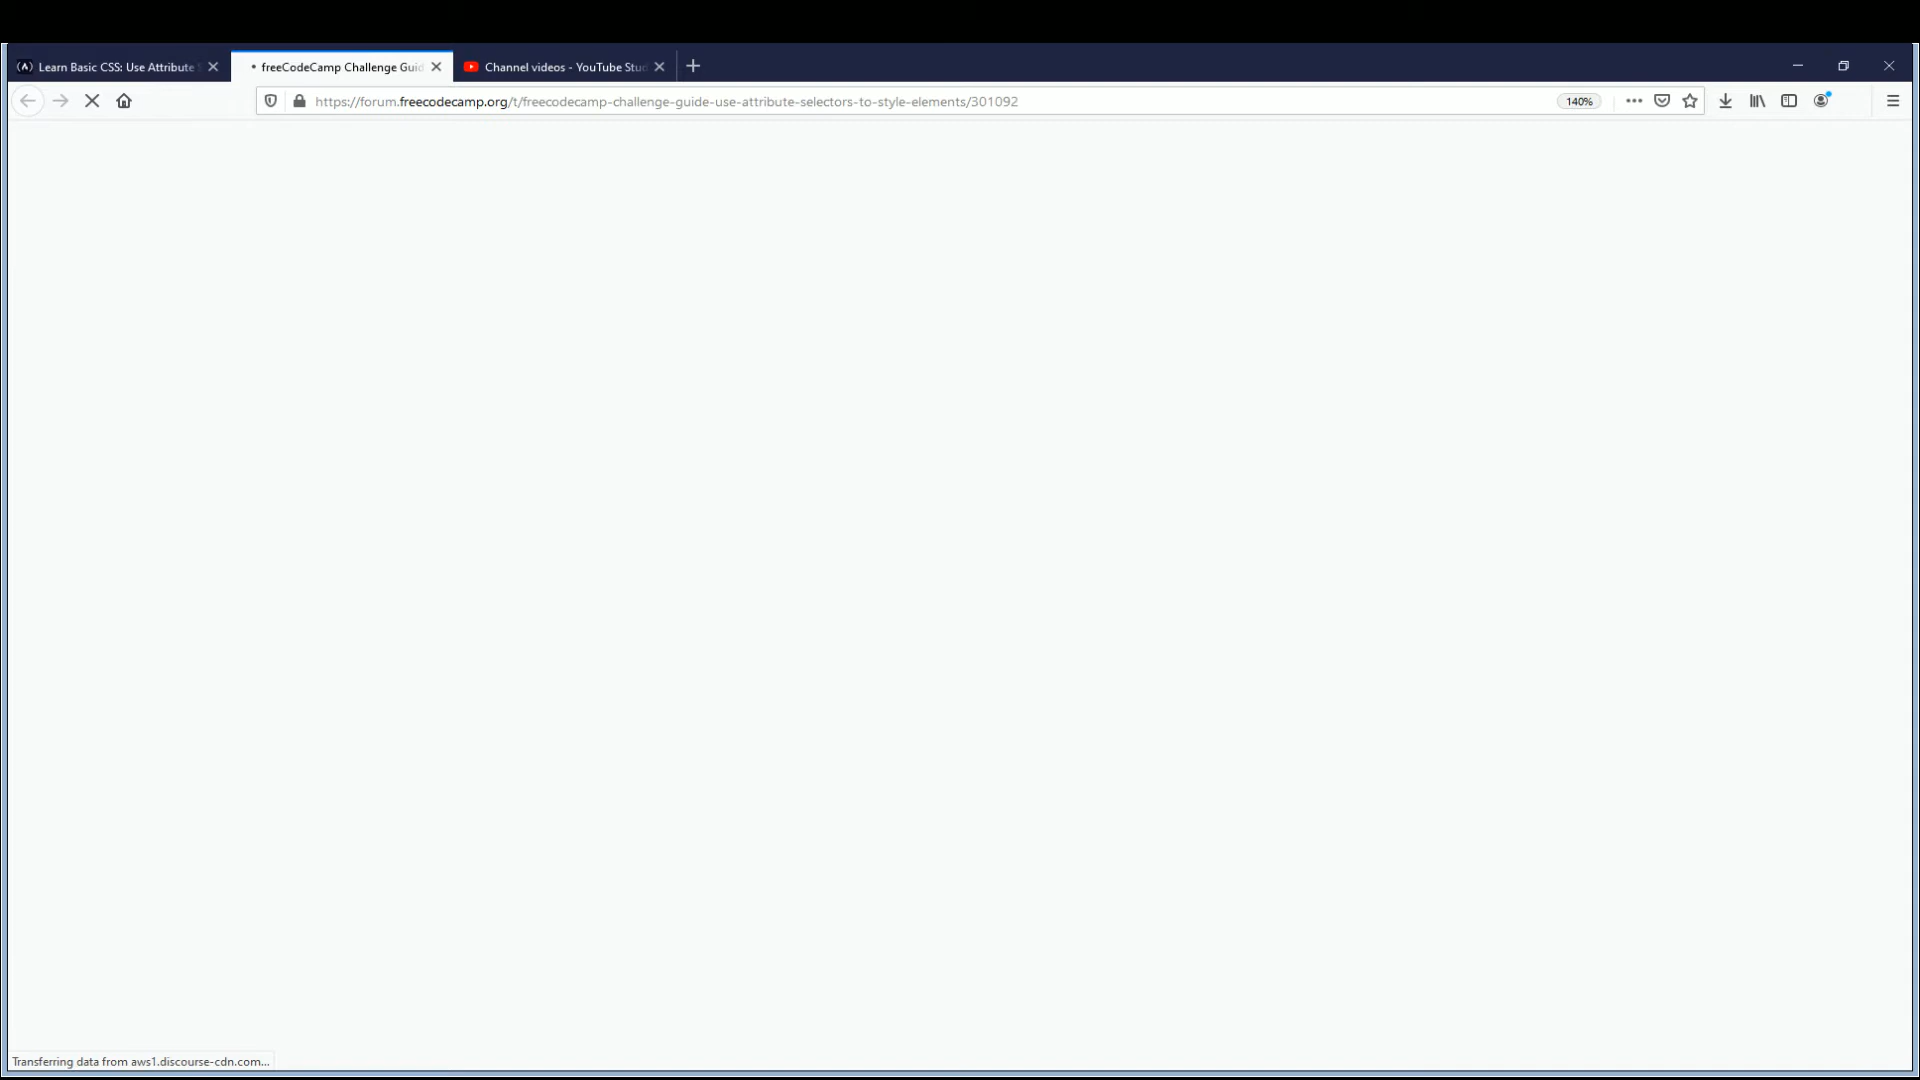 Learn Basic CSS: Use Attribute
freeCodeCamp Challenge Guid
Channel videos - YouTube Stu
https://forum.freecodecamp.org/t/freecodecamp-challenge-guide-use-attribute-selectors-to-style-elements/301092
140%
Transferring data from aws1.discourse-cdn.com...